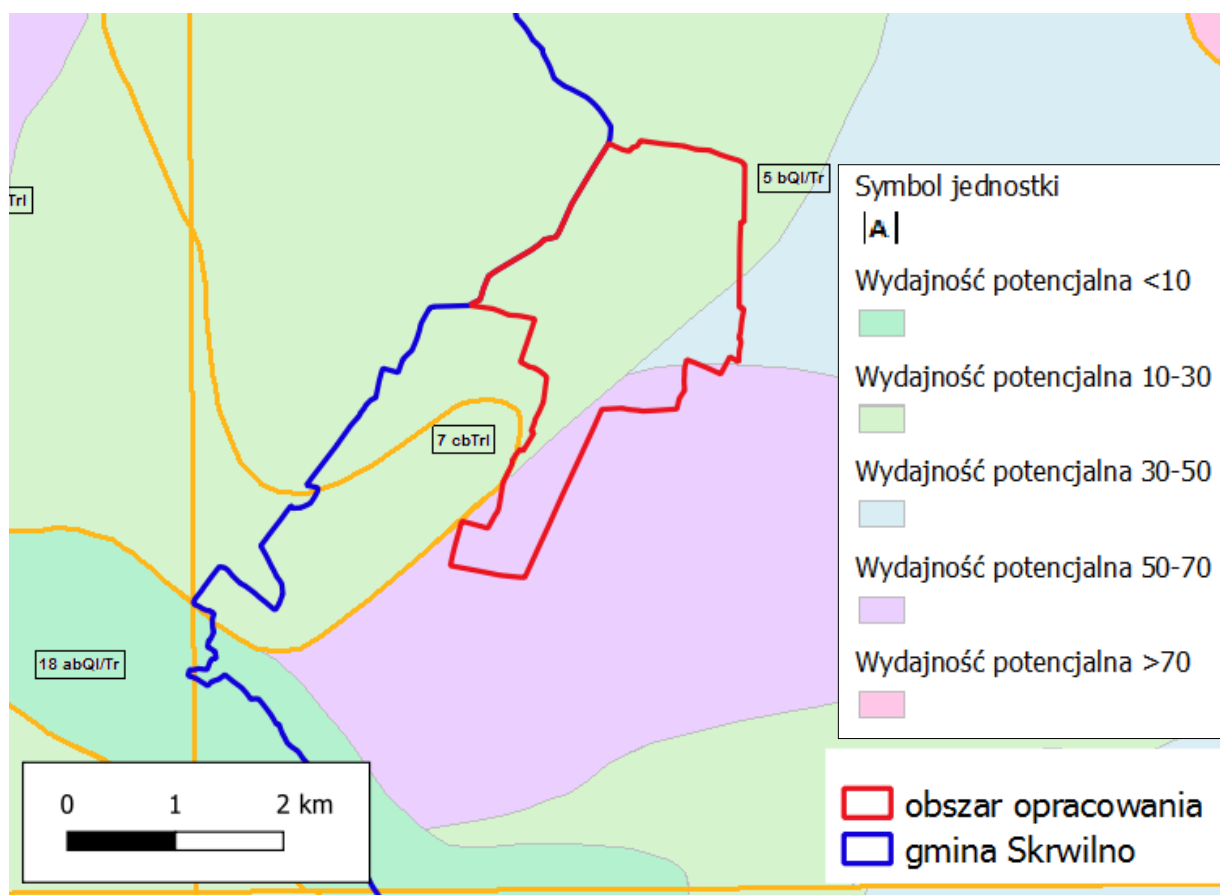 5 bQI/Tr
TrI
7 cbTrI
18 abQI/Tr
Symbol jednostki
|A|
Wydajność potencjalna <10
Wydajność potencjalna 10-30
Wydajność potencjalna 30-50
Wydajność potencjalna 50-70
Wydajność potencjalna >70
0 1 2 km
obszar opracowania
gmina Skrwilno